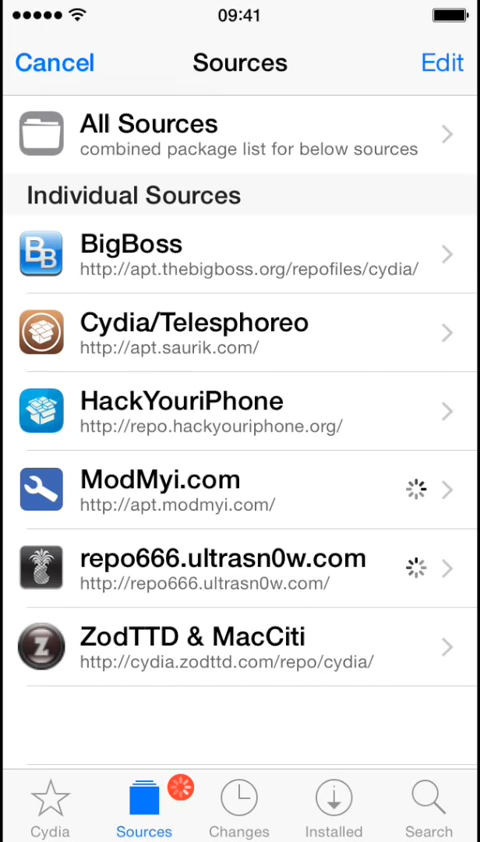 09:41
Cancel Sources Edit
All Sources
combined package list for below sources
Individual Sources
BigBoss
http://apt.thebigboss.org/repofiles/cydia/
Cydia/Telesphoreo
http://apt.saurik.com/
HackYouriPhone
http://repo.hackyouriphone.org/
ModMyi.com
http://apt.modmyi.com/
repo666.ultrasn0w.com
http://repo666.ultrasn0w.com/
ZodTTD & MacCiti
http://cydia.zodttd.com/repo/cydia/
Cydia Sources Changes Installed Search